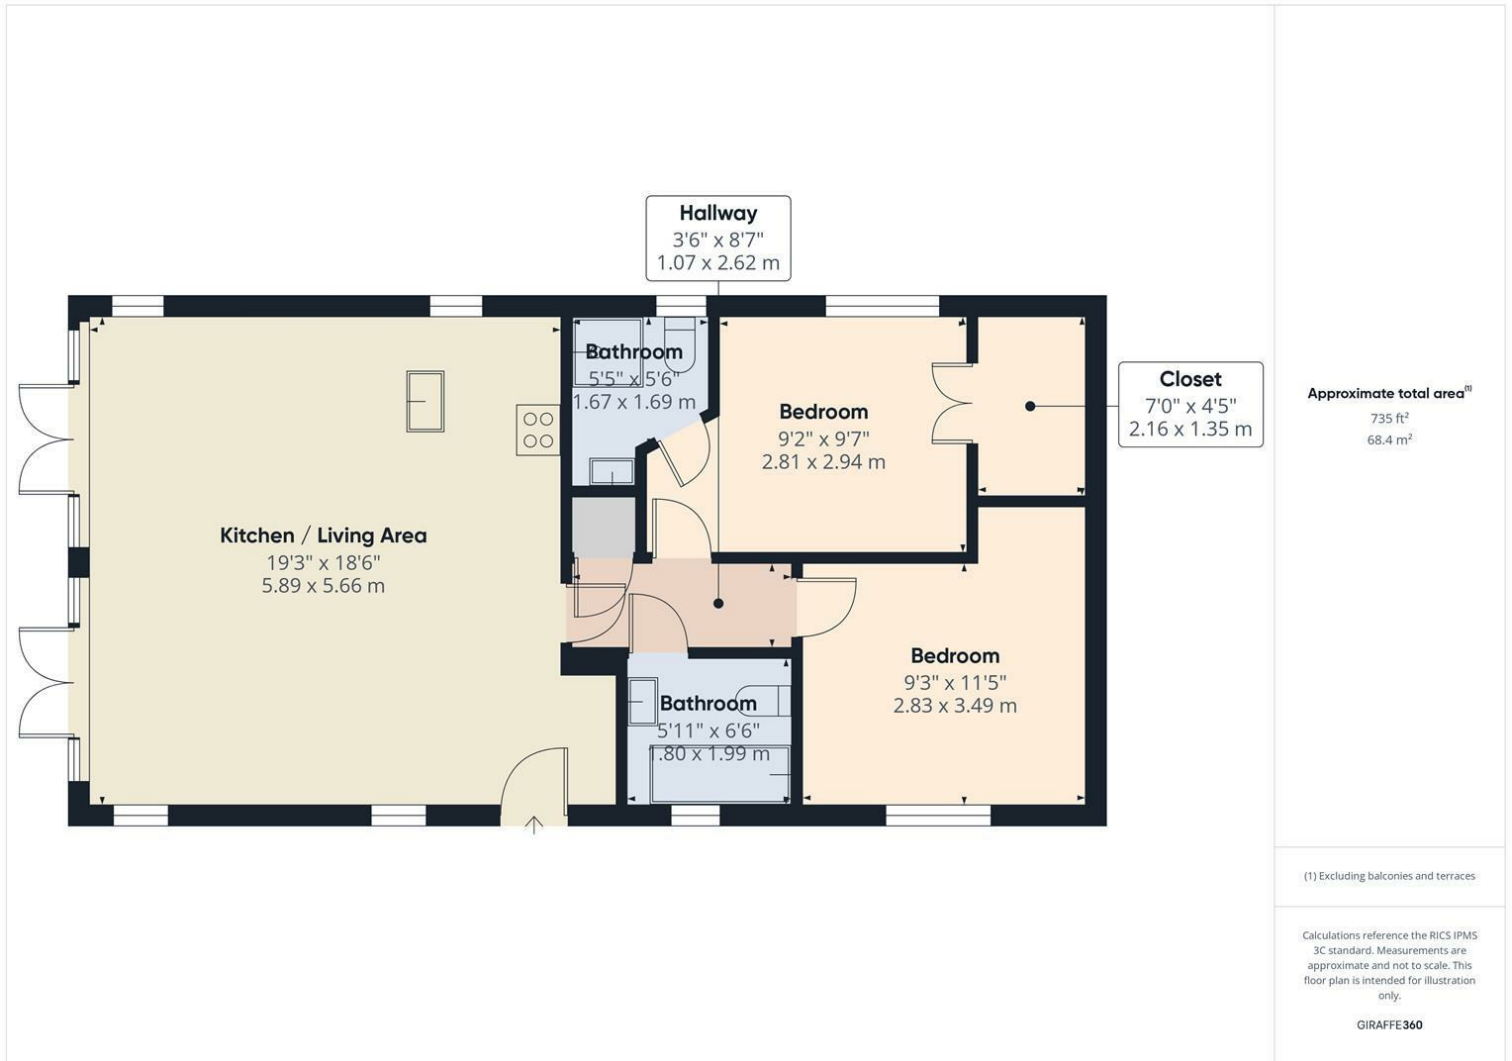 Hallway
3'6" x 8'7"
1.07 x 2.62 m
Bathroom
5'5" x 5'6"
1.67 x 1.69 m
Bedroom
9'2" x 9'7"
2.81 x 2.94 m
Closet
7'0" x 4'5"
2.16 x 1.35 m
Kitchen / Living Area
19'3" x 18'6"
5.89 x 5.66 m
Bathroom
5'11" x 6'6"
1.80 x 1.99 m
Bedroom
9'3" x 11'5"
2.83 x 3.49 m
Approximate total area(1)
735 ft²
68.4 m²
(1) Excluding balconies and terraces
Calculations reference the RICS IPMS
3C standard. Measurements are
approximate and not to scale. This
floor plan is intended for illustration
only.
GIRAFFE360